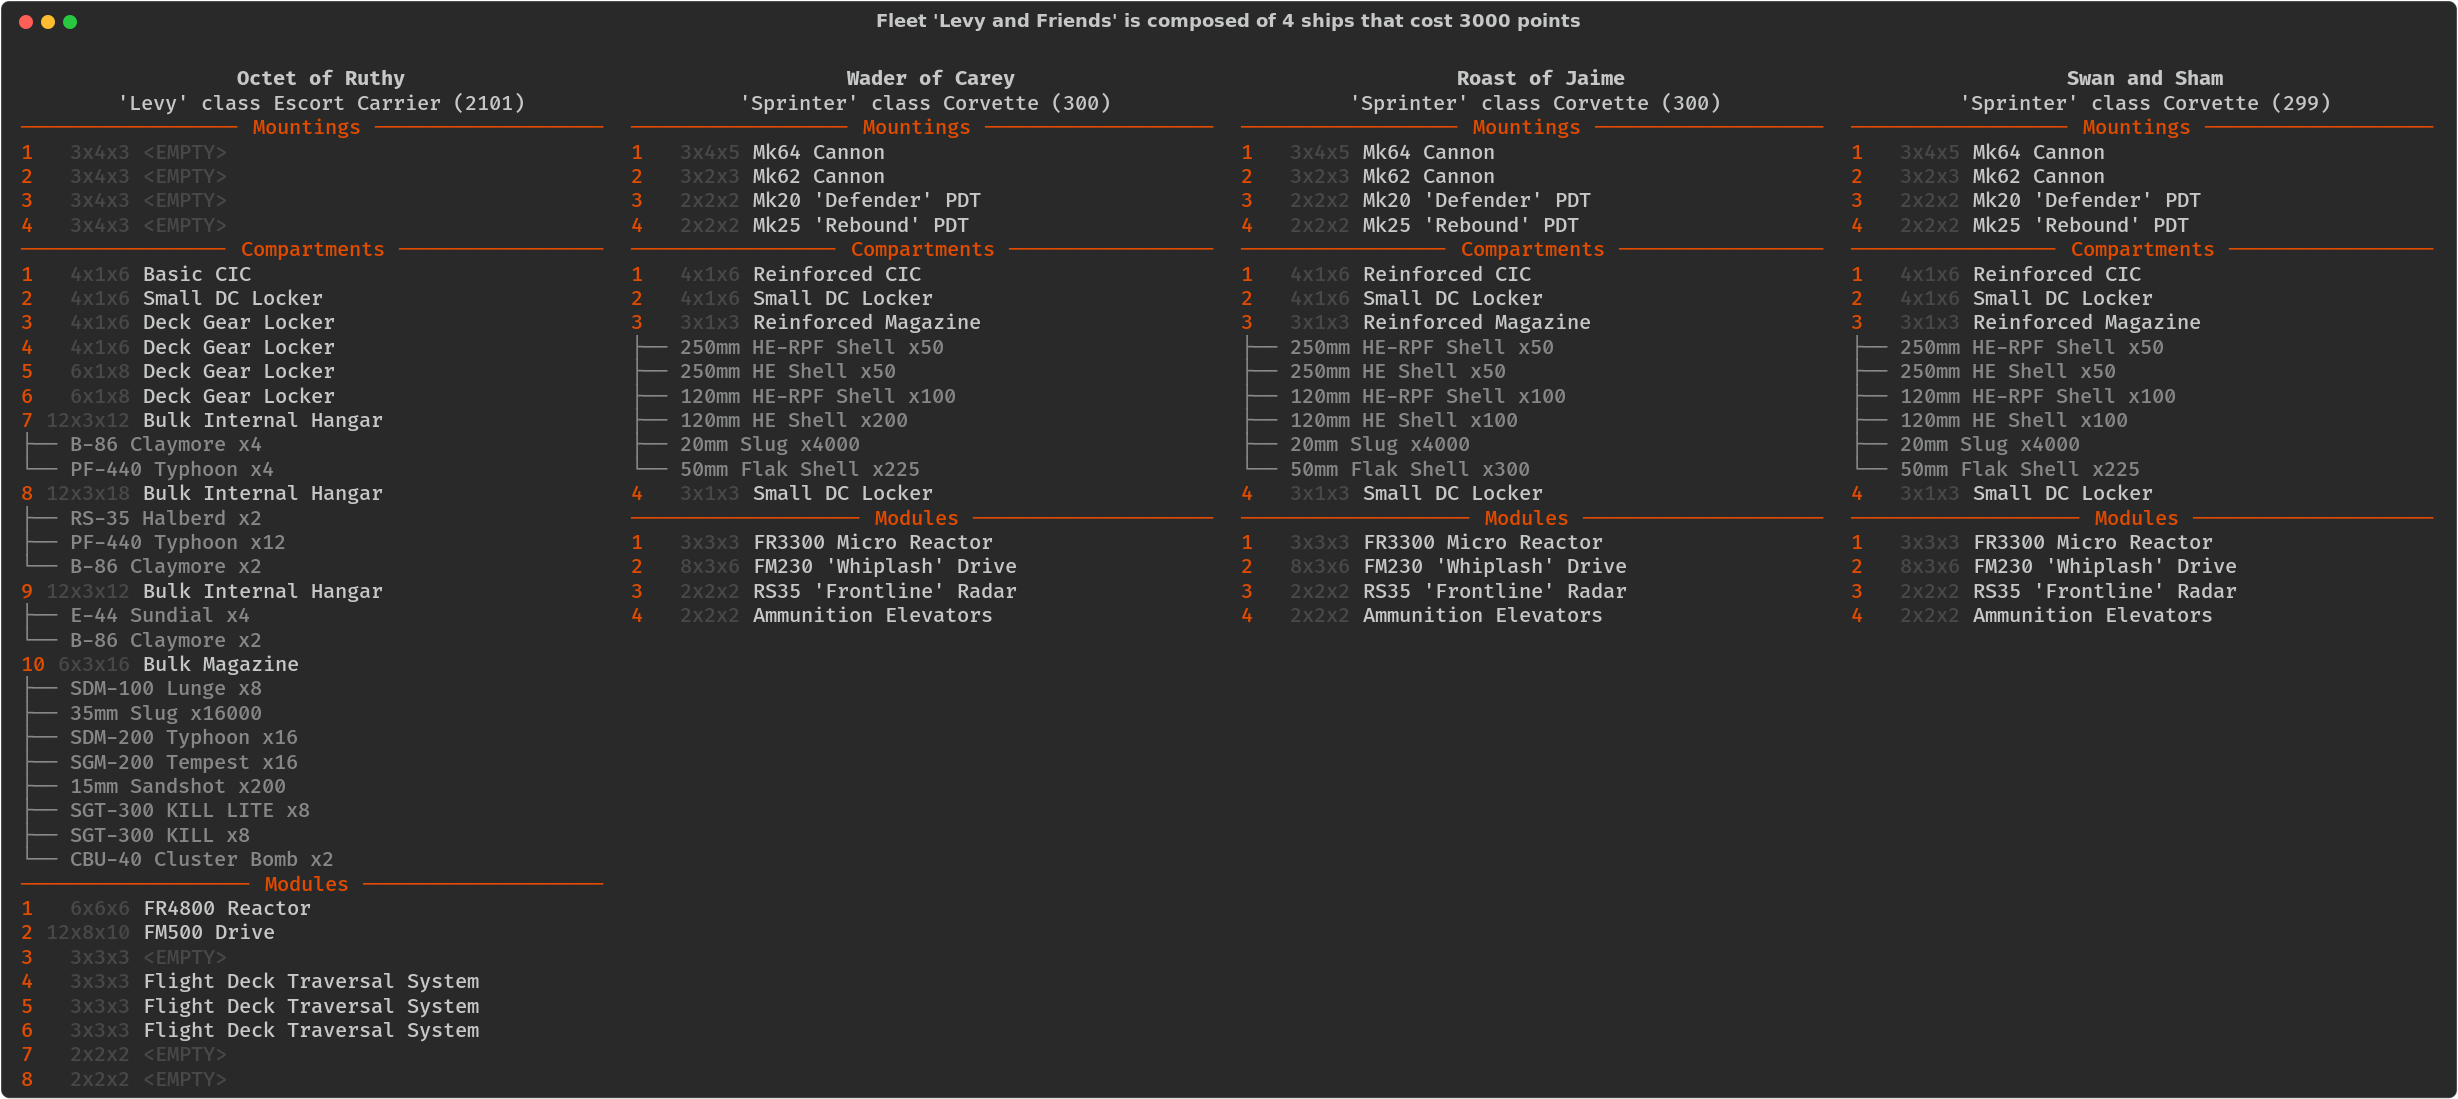 Fleet 'Levy and Friends' is composed of 4 ships that cost 3000 points
Octet of Ruthy
'Levy' class Escort Carrier (2101)
Mountings
1 3x4x3 <EMPTY>
2 3x4x3 <EMPTY>
3 3x4x3 <EMPTY>
4 3x4x3 <EMPTY>
Compartments
1 4x1x6 Basic CIC
2 4x1x6 Small DC Locker
3 4x1x6 Deck Gear Locker
4 4x1x6 Deck Gear Locker
5 6x1x8 Deck Gear Locker
6 6x1x8 Deck Gear Locker
7 12x3x12 Bulk Internal Hangar
B-86 Claymore x4
PF-440 Typhoon x4
8 12x3x18 Bulk Internal Hangar
RS-35 Halberd x2
PF-440 Typhoon x12
B-86 Claymore x2
9 12x3x12 Bulk Internal Hangar
E-44 Sundial x4
B-86 Claymore x2
10 6x3x16 Bulk Magazine
SDM-100 Lunge x8
35mm Slug x16000
SDM-200 Typhoon x16
SGM-200 Tempest x16
15mm Sandshot x200
SGT-300 KILL LITE x8
SGT-300 KILL x8
CBU-40 Cluster Bomb x2
Modules
1 6x6x6 FR4800 Reactor
2 12x8x10 FM500 Drive
3 3x3x3 <EMPTY>
4 3x3x3 Flight Deck Traversal System
5 3x3x3 Flight Deck Traversal System
6 3x3x3 Flight Deck Traversal System
7 2x2x2 <EMPTY>
8 2x2x2 <EMPTY>
Wader of Carey
'Sprinter' class Corvette (300)
Mountings
1 3x4x5 Mk64 Cannon
2 3x2x3 Mk62 Cannon
3 2x2x2 Mk20 'Defender' PDT
4 2x2x2 Mk25 'Rebound' PDT
Compartments
1 4x1x6 Reinforced CIC
2 4x1x6 Small DC Locker
3 3x1x3 Reinforced Magazine
250mm HE-RPF Shell x50
250mm HE Shell x50
120mm HE-RPF Shell x100
120mm HE Shell x200
20mm Slug x4000
50mm Flak Shell x225
4 3x1x3 Small DC Locker
Modules
1 3x3x3 FR3300 Micro Reactor
2 8x3x6 FM230 'Whiplash' Drive
3 2x2x2 RS35 'Frontline' Radar
4 2x2x2 Ammunition Elevators
Roast of Jaime
'Sprinter' class Corvette (300)
Mountings
1 3x4x5 Mk64 Cannon
2 3x2x3 Mk62 Cannon
3 2x2x2 Mk20 'Defender' PDT
4 2x2x2 Mk25 'Rebound' PDT
Compartments
1 4x1x6 Reinforced CIC
2 4x1x6 Small DC Locker
3 3x1x3 Reinforced Magazine
250mm HE-RPF Shell x50
250mm HE Shell x50
120mm HE-RPF Shell x100
120mm HE Shell x100
20mm Slug x4000
50mm Flak Shell x300
4 3x1x3 Small DC Locker
Modules
1 3x3x3 FR3300 Micro Reactor
2 8x3x6 FM230 'Whiplash' Drive
3 2x2x2 RS35 'Frontline' Radar
4 2x2x2 Ammunition Elevators
Swan and Sham
'Sprinter' class Corvette (299)
Mountings
1 3x4x5 Mk64 Cannon
2 3x2x3 Mk62 Cannon
3 2x2x2 Mk20 'Defender' PDT
4 2x2x2 Mk25 'Rebound' PDT
Compartments
1 4x1x6 Reinforced CIC
2 4x1x6 Small DC Locker
3 3x1x3 Reinforced Magazine
250mm HE-RPF Shell x50
250mm HE Shell x50
120mm HE-RPF Shell x100
120mm HE Shell x100
20mm Slug x4000
50mm Flak Shell x225
4 3x1x3 Small DC Locker
Modules
1 3x3x3 FR3300 Micro Reactor
2 8x3x6 FM230 'Whiplash' Drive
3 2x2x2 RS35 'Frontline' Radar
4 2x2x2 Ammunition Elevators